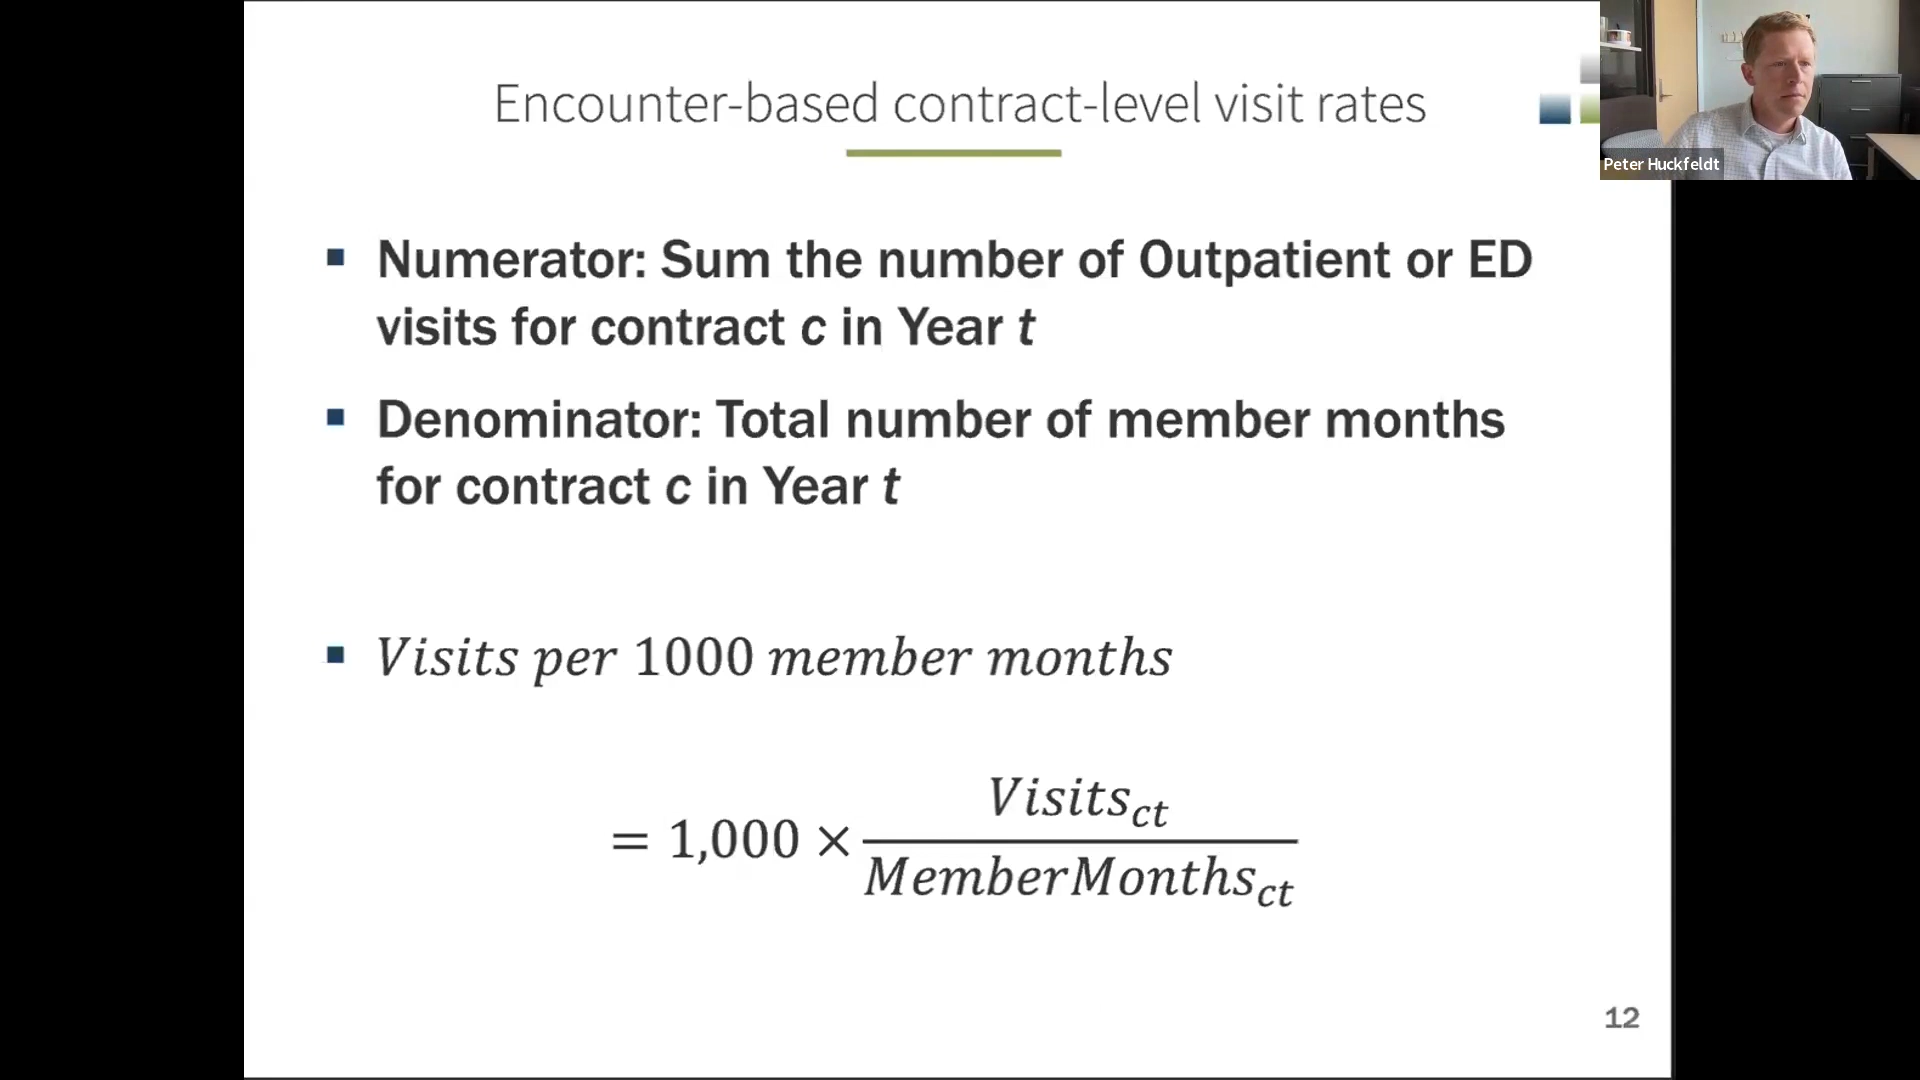 Encounter-based contract-level visit rates
Peter Huckfeldt
▪ Numerator: Sum the number of Outpatient or ED
visits for contract c in Year t
▪ Denominator: Total number of member months
for contract c in Year t
▪ Visits per 1000 member months
= 1,000 × Visits_ct / MemberMonths_ct
12